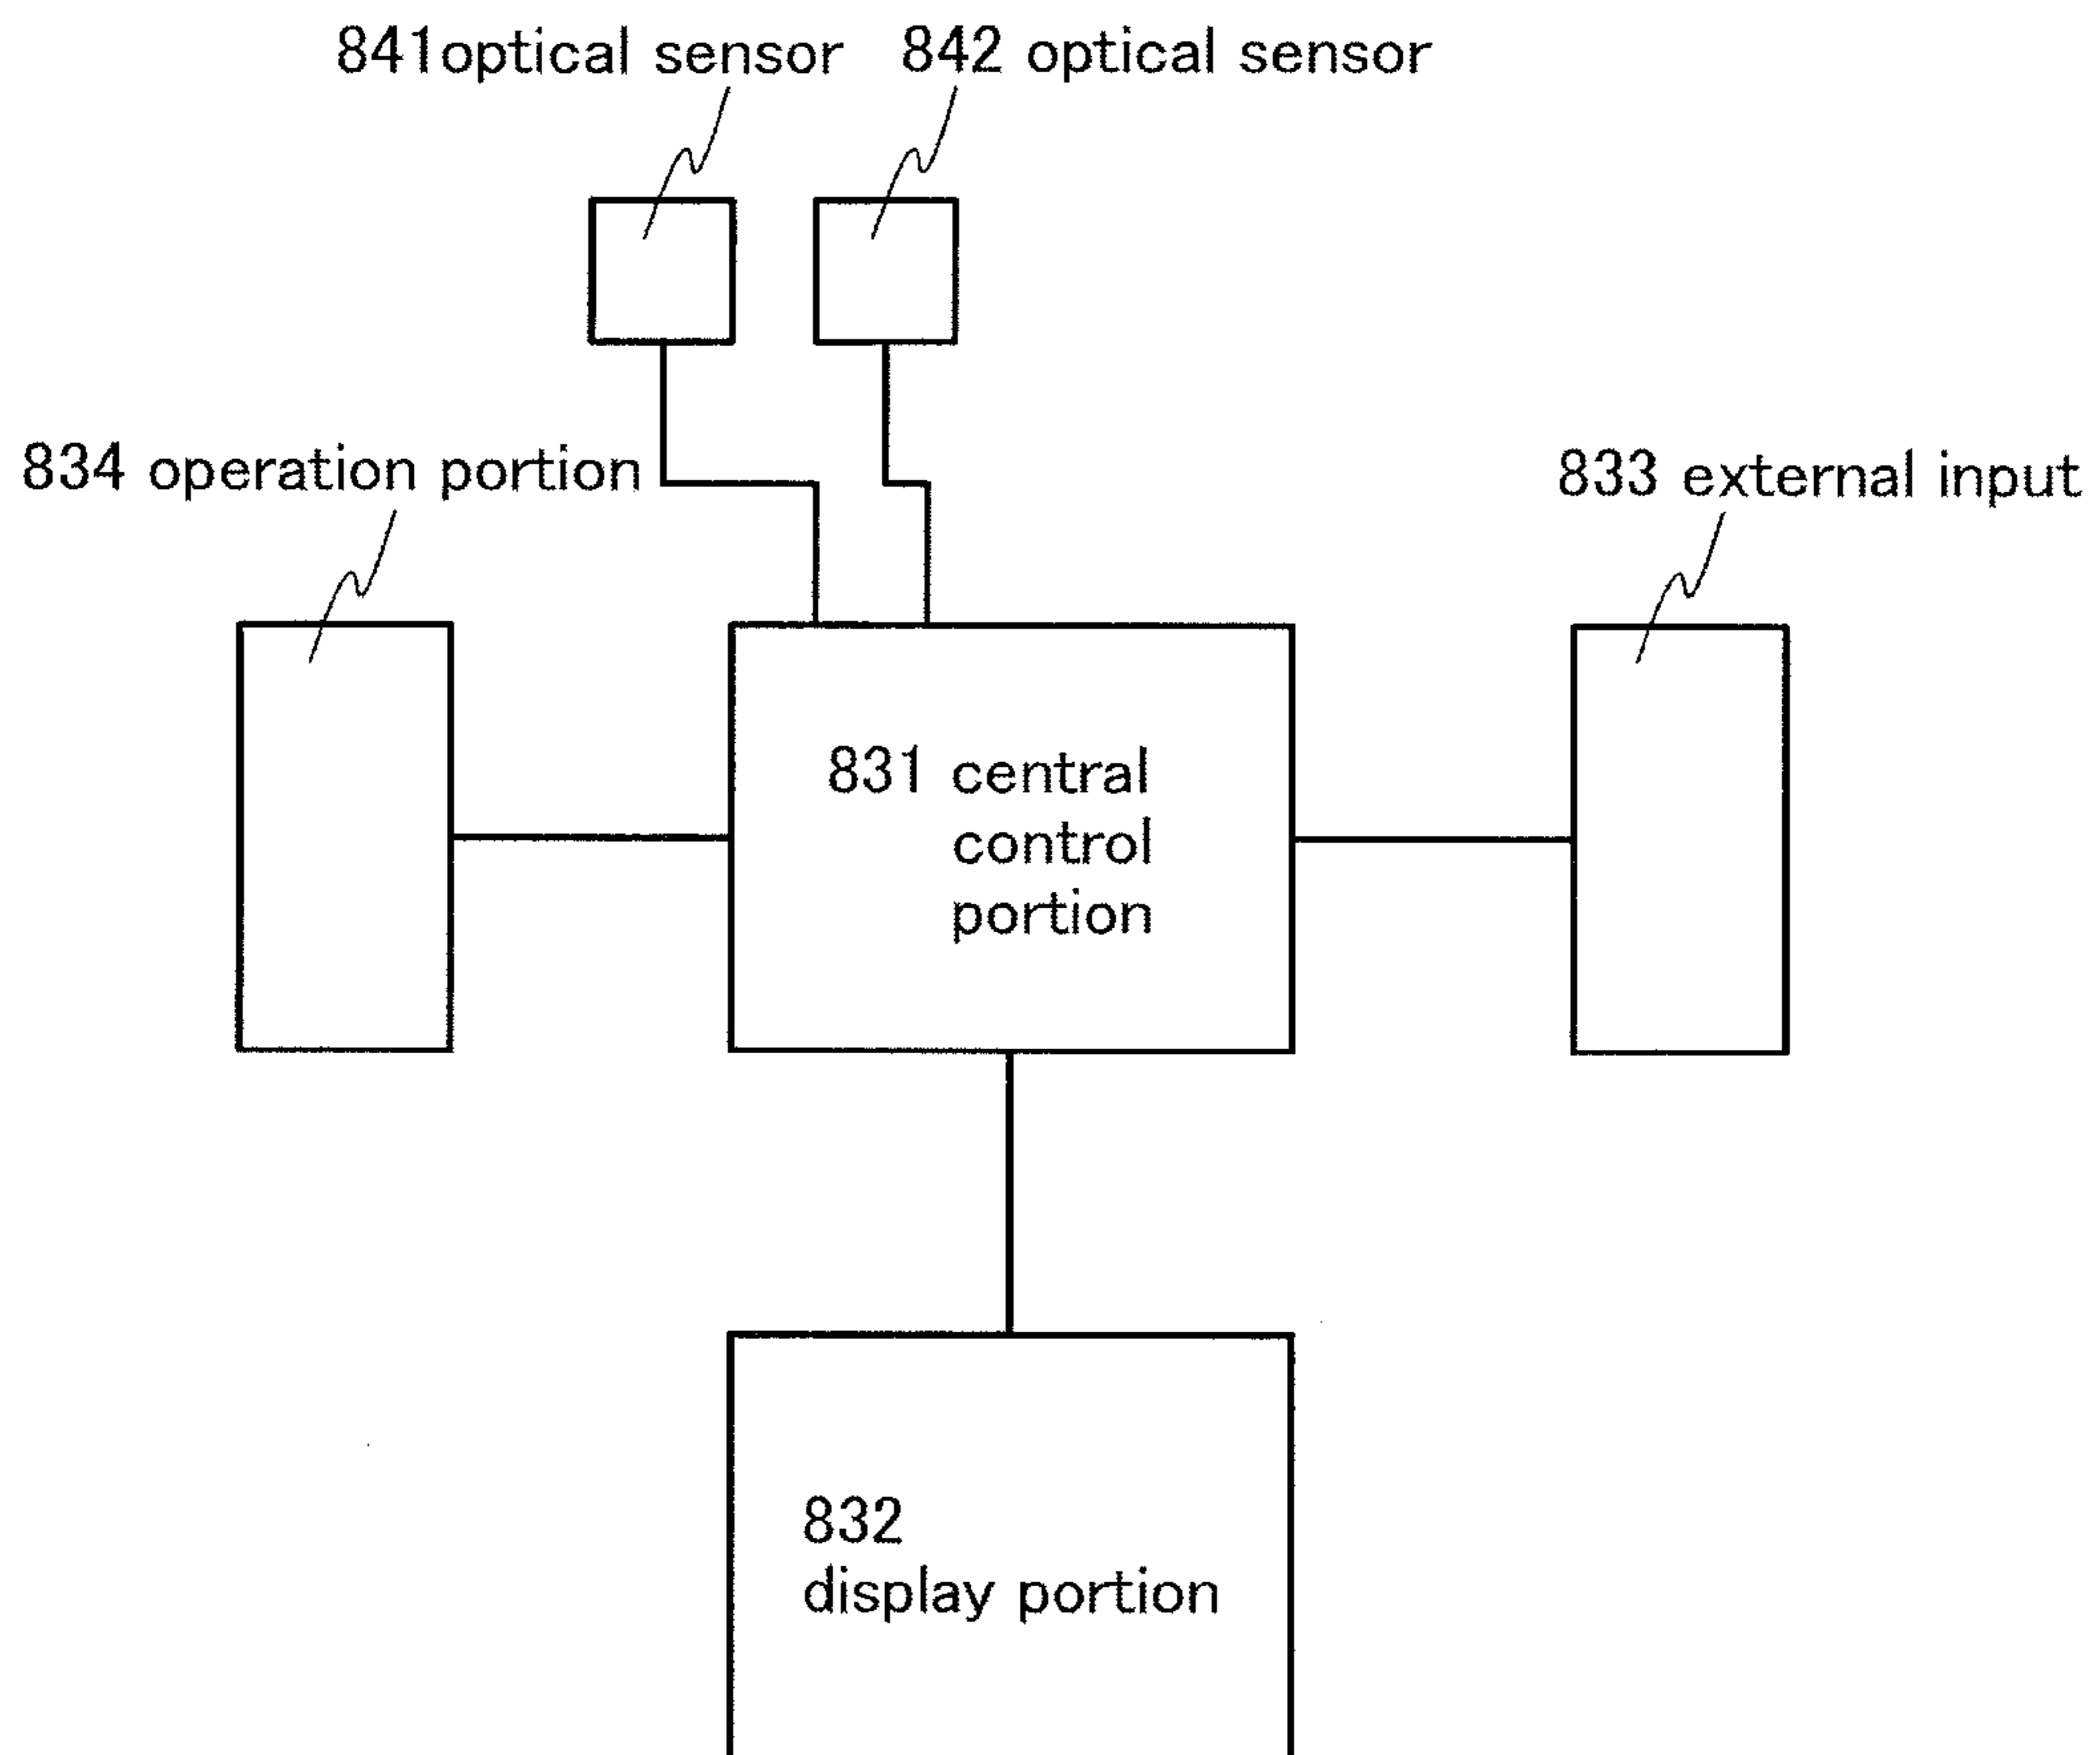 841optical sensor
842 optical sensor
834 operation portion
833 external input
831 central
control
portion
832
display portion